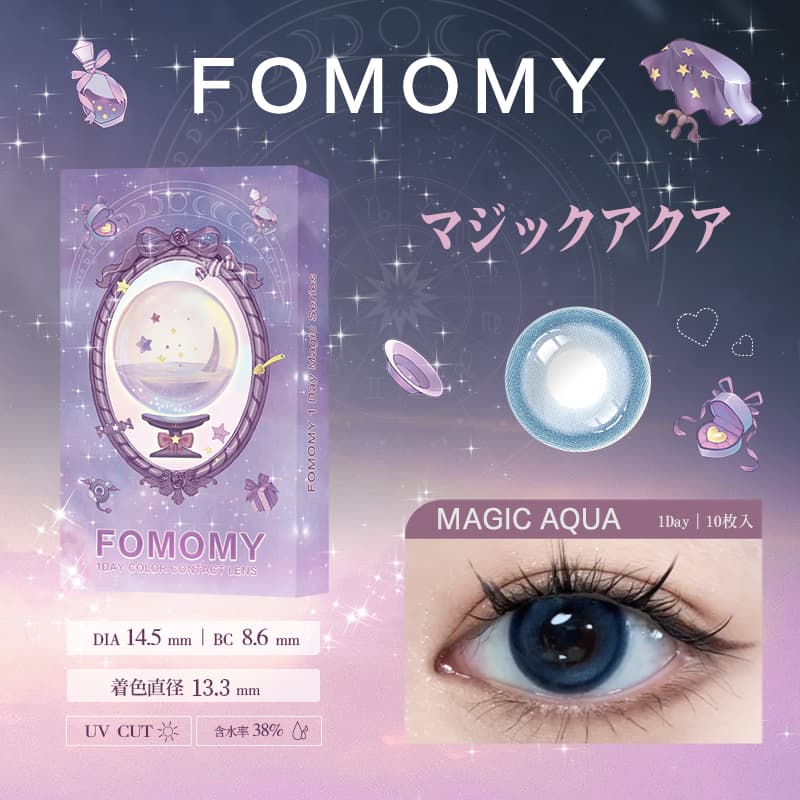 FOMOMY
マジックアクア
FOMOMY 1 Day Magic Series
FOMOMY
1DAY COLOR CONTACT LENS
MAGIC AQUA 1Day｜10枚入
DIA 14.5 mm｜BC 8.6 mm
着色直径 13.3 mm
UV CUT
含水率 38%